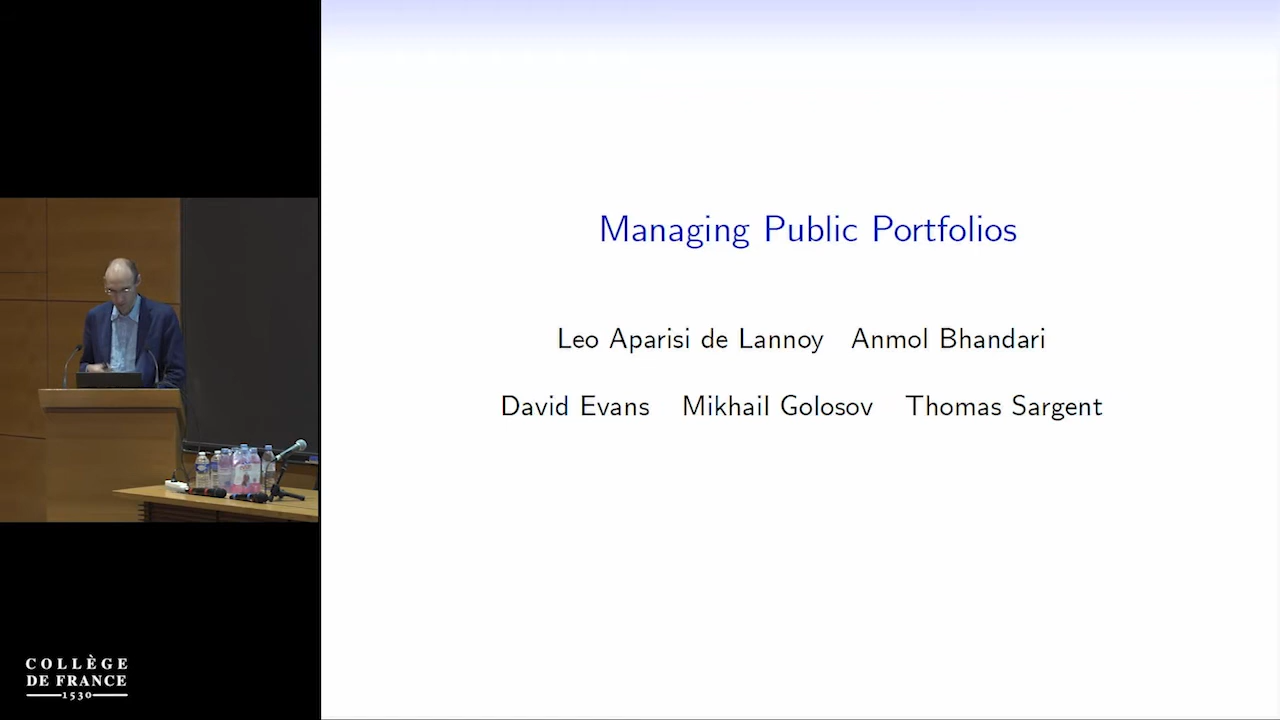 Managing Public Portfolios
Leo Aparisi de Lannoy Anmol Bhandari
David Evans Mikhail Golosov Thomas Sargent
COLLÈGE
DE FRANCE
1530